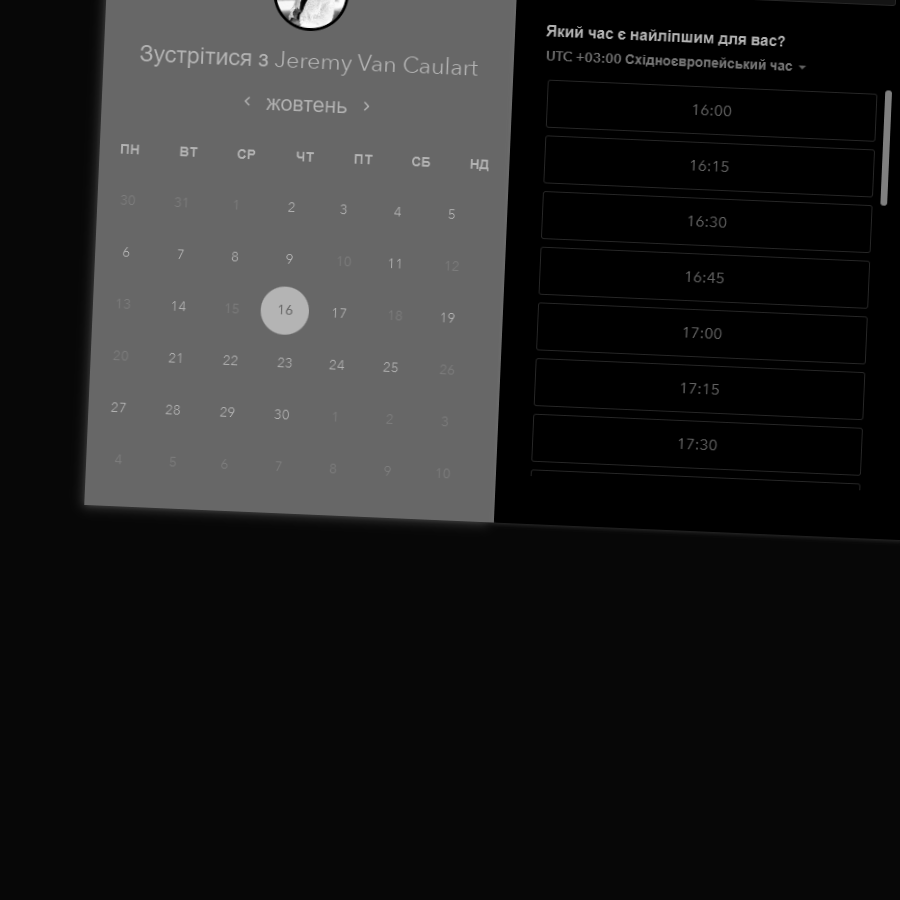 Зустрітися з Jeremy Van Caulart
жовтень
ПН ВТ СР ЧТ ПТ СБ НД
30 31 1 2 3 4 5
6 7 8 9 10 11 12
13 14 15 16 17 18 19
20 21 22 23 24 25 26
27 28 29 30 1 2 3
4 5 6 7 8 9 10
Який час є найліпшим для вас?
UTC +03:00 Східноєвропейський час
16:00
16:15
16:30
16:45
17:00
17:15
17:30